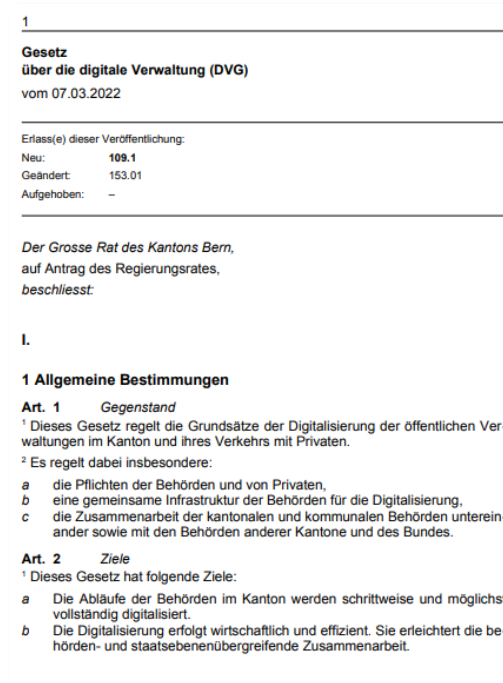 1
Gesetz
über die digitale Verwaltung (DVG)
vom 07.03.2022
Erlass(e) dieser Veröffentlichung:
Neu: 109.1
Geändert: 153.01
Aufgehoben: –
Der Grosse Rat des Kantons Bern,
auf Antrag des Regierungsrates,
beschliesst:
I.
1 Allgemeine Bestimmungen
Art. 1 Gegenstand
¹ Dieses Gesetz regelt die Grundsätze der Digitalisierung der öffentlichen Ver-
waltungen im Kanton und ihres Verkehrs mit Privaten.
² Es regelt dabei insbesondere:
a die Pflichten der Behörden und von Privaten,
b eine gemeinsame Infrastruktur der Behörden für die Digitalisierung,
c die Zusammenarbeit der kantonalen und kommunalen Behörden unterein-
ander sowie mit den Behörden anderer Kantone und des Bundes.
Art. 2 Ziele
¹ Dieses Gesetz hat folgende Ziele:
a Die Abläufe der Behörden im Kanton werden schrittweise und möglichst
vollständig digitalisiert.
b Die Digitalisierung erfolgt wirtschaftlich und effizient. Sie erleichtert die be-
hörden- und staatsebenenübergreifende Zusammenarbeit.